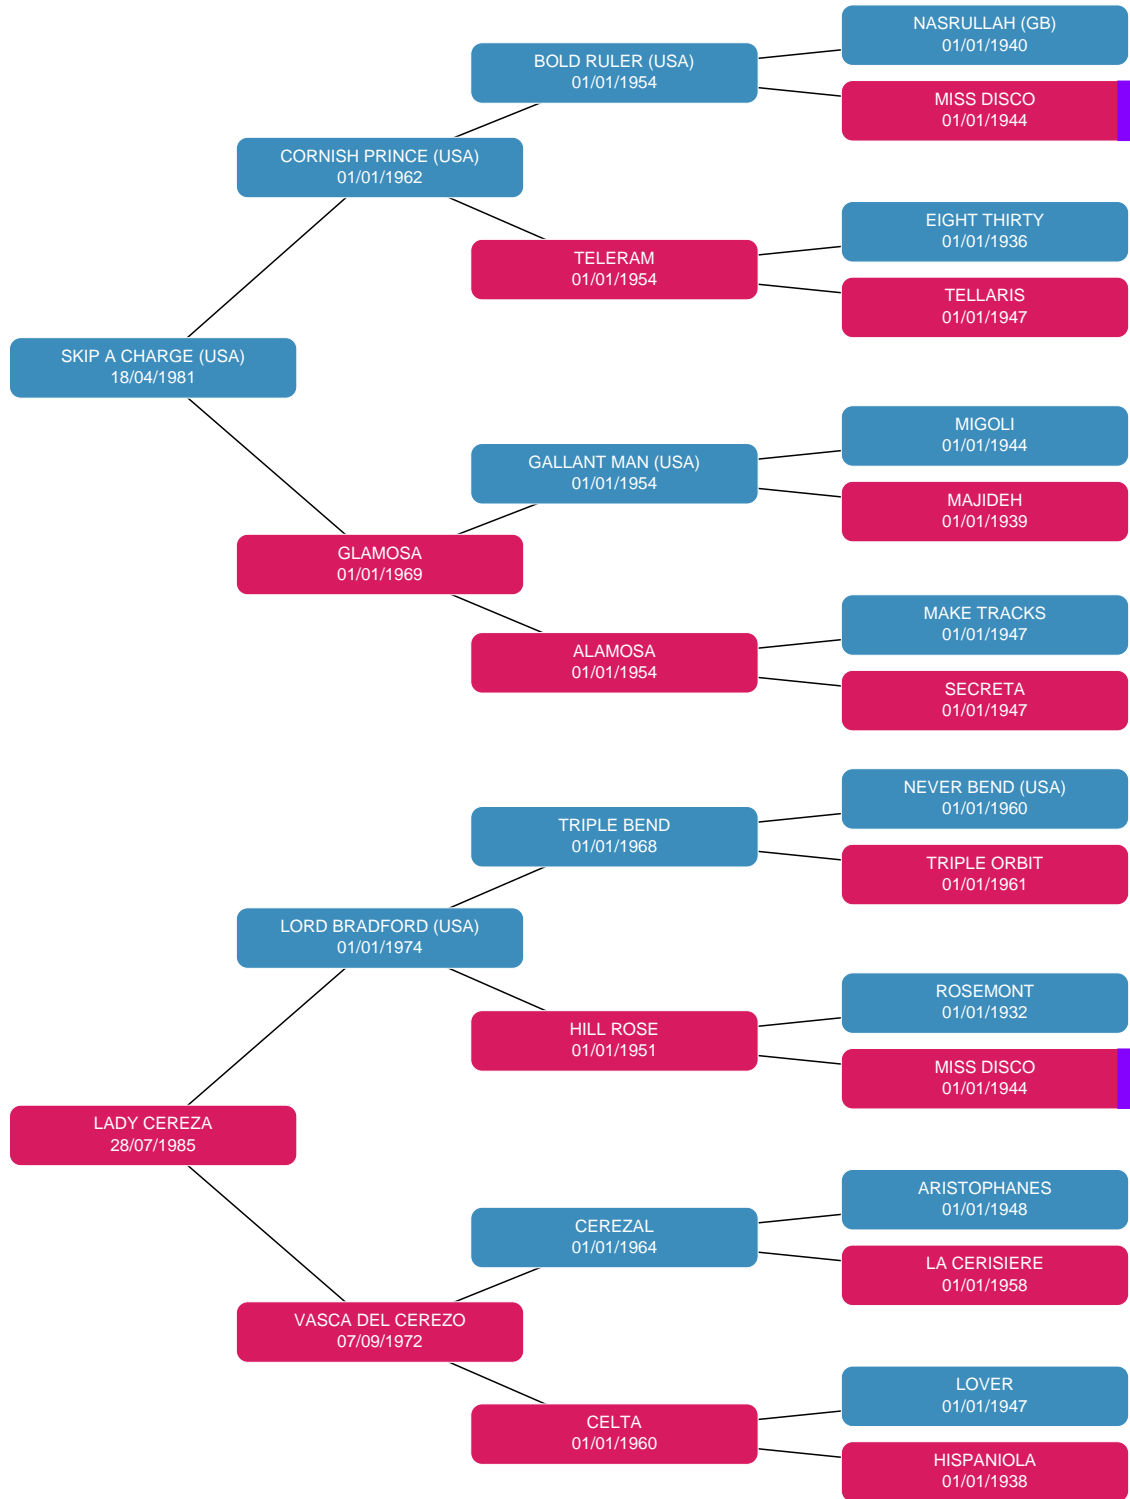 NASRULLAH (GB)
01/01/1940
BOLD RULER (USA)
01/01/1954
MISS DISCO
01/01/1944
CORNISH PRINCE (USA)
01/01/1962
EIGHT THIRTY
01/01/1936
TELERAM
01/01/1954
TELLARIS
01/01/1947
SKIP A CHARGE (USA)
18/04/1981
MIGOLI
01/01/1944
GALLANT MAN (USA)
01/01/1954
MAJIDEH
01/01/1939
GLAMOSA
01/01/1969
MAKE TRACKS
01/01/1947
ALAMOSA
01/01/1954
SECRETA
01/01/1947
NEVER BEND (USA)
01/01/1960
TRIPLE BEND
01/01/1968
TRIPLE ORBIT
01/01/1961
LORD BRADFORD (USA)
01/01/1974
ROSEMONT
01/01/1932
HILL ROSE
01/01/1951
MISS DISCO
01/01/1944
LADY CEREZA
28/07/1985
ARISTOPHANES
01/01/1948
CEREZAL
01/01/1964
LA CERISIERE
01/01/1958
VASCA DEL CEREZO
07/09/1972
LOVER
01/01/1947
CELTA
01/01/1960
HISPANIOLA
01/01/1938